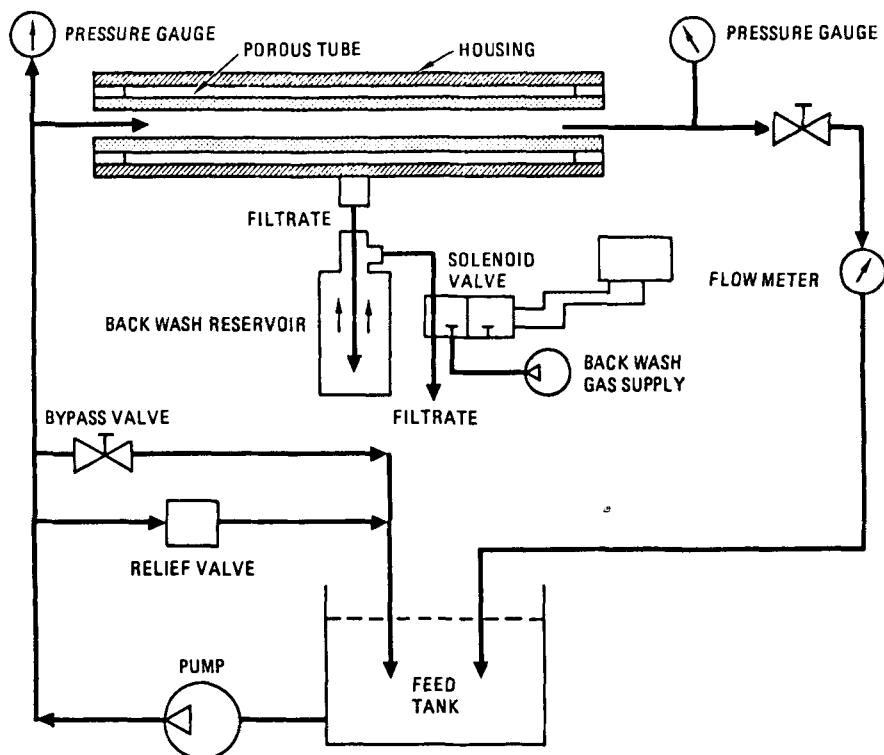 PRESSURE GAUGE
POROUS TUBE
HOUSING
PRESSURE GAUGE
FILTRATE
SOLENOID
VALVE
FLOW METER
BACK WASH RESERVOIR
BACK WASH
GAS SUPPLY
FILTRATE
BYPASS VALVE
RELIEF VALVE
PUMP
FEED
TANK